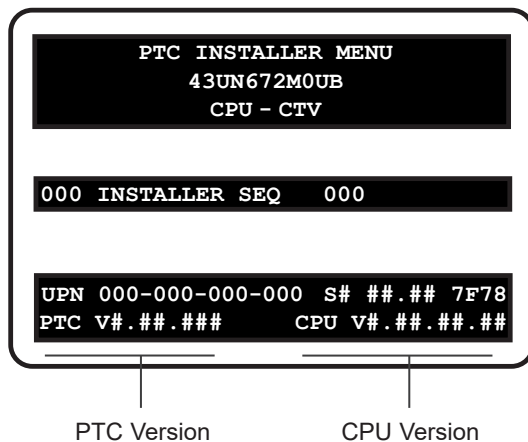 PTC INSTALLER MENU
43UN672M0UB
CPU – CTV
000 INSTALLER SEQ 000
UPN 000-000-000-000 S# ##.## 7F78
PTC V#.##.### CPU V#.##.##.##
PTC Version CPU Version